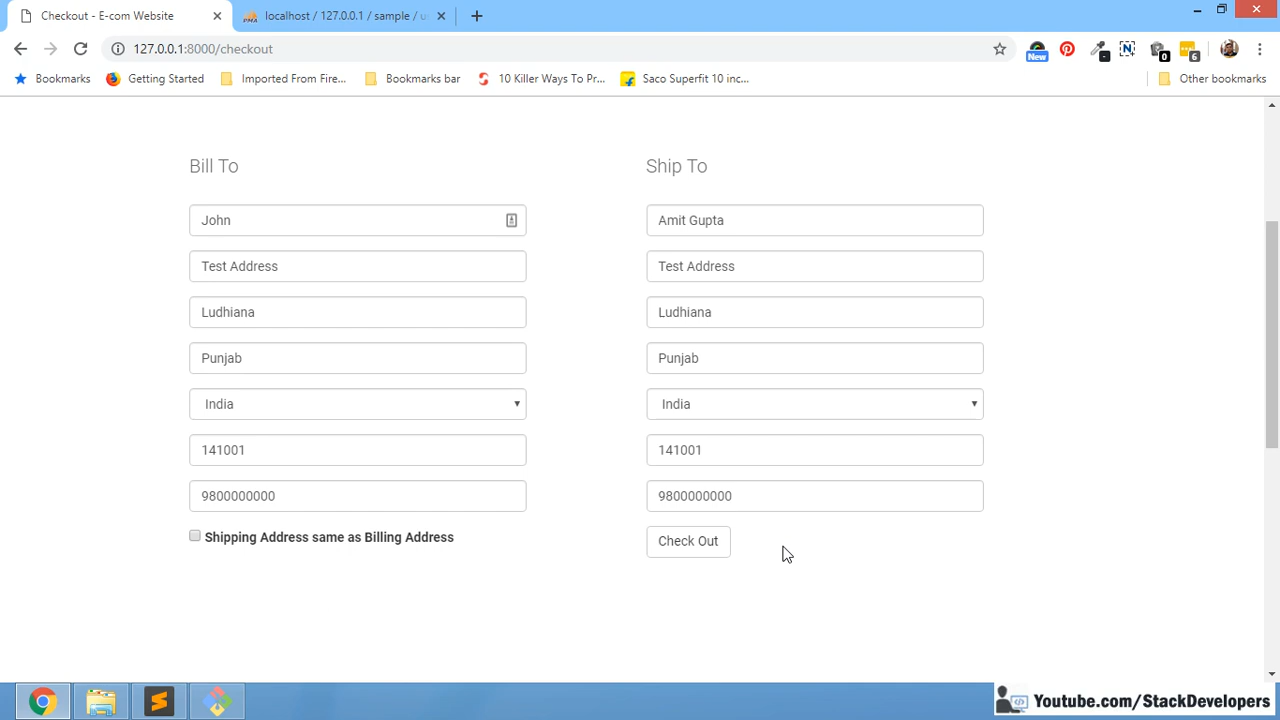 Checkout - E-com Website
localhost / 127.0.0.1 / sample / u
127.0.0.1:8000/checkout
New
0
6
Bookmarks
Getting Started
Imported From Fire...
Bookmarks bar
10 Killer Ways To Pr...
Saco Superfit 10 inc...
Other bookmarks
Bill To
Ship To
John
Amit Gupta
Test Address
Test Address
Ludhiana
Ludhiana
Punjab
Punjab
India
India
141001
141001
9800000000
9800000000
Shipping Address same as Billing Address
Check Out
Youtube.com/StackDevelopers